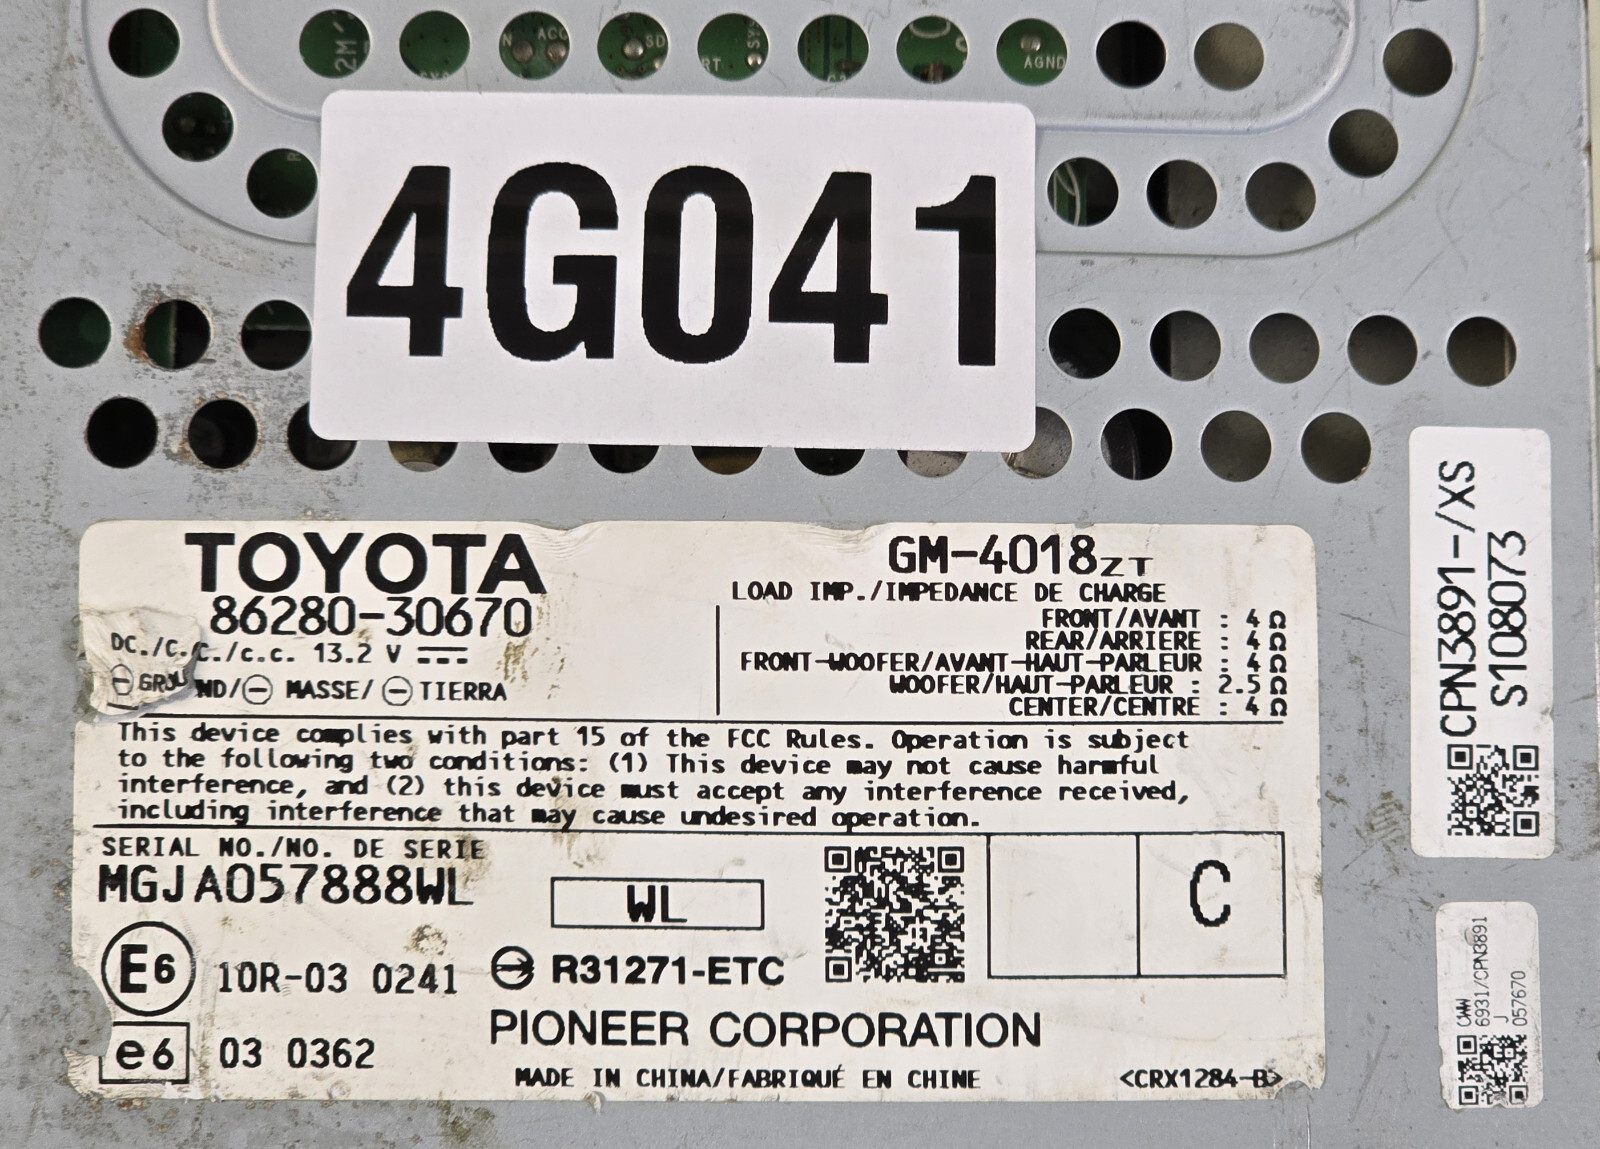 2M
N ACC
SD
RT
SYS
AGND
4G041
TOYOTA
86280-30670
DC./C.C./c.c. 13.2 V
GROUND/ MASSE/ TIERRA
GM-4018ZT
LOAD IMP./IMPEDANCE DE CHARGE
FRONT/AVANT : 4 Ω
REAR/ARRIERE : 4 Ω
FRONT-WOOFER/AVANT-HAUT-PARLEUR : 4 Ω
WOOFER/HAUT-PARLEUR : 2.5 Ω
CENTER/CENTRE : 4 Ω
This device complies with part 15 of the FCC Rules. Operation is subject
to the following two conditions: (1) This device may not cause harmful
interference, and (2) this device must accept any interference received,
including interference that may cause undesired operation.
SERIAL NO./NO. DE SERIE
MGJA057888WL
WL
C
E6 10R-03 0241
R31271-ETC
e6 03 0362
PIONEER CORPORATION
MADE IN CHINA/FABRIQUÉ EN CHINE
<CRX1284-B>
CPN3891-/XS
S108073
CWW
6931/CPN3891
J
057670